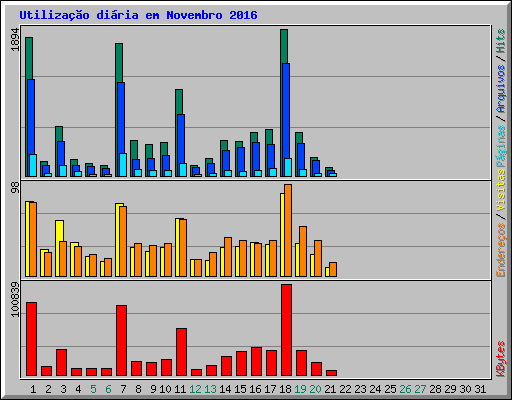 Utilização diária em Novembro 2016
1894
98
100839
Endereços / Visitas Páginas / Arquivos / Hits
KBytes
1 2 3 4 5 6 7 8 9 10 11 12 13 14 15 16 17 18 19 20 21 22 23 24 25 26 27 28 29 30 31